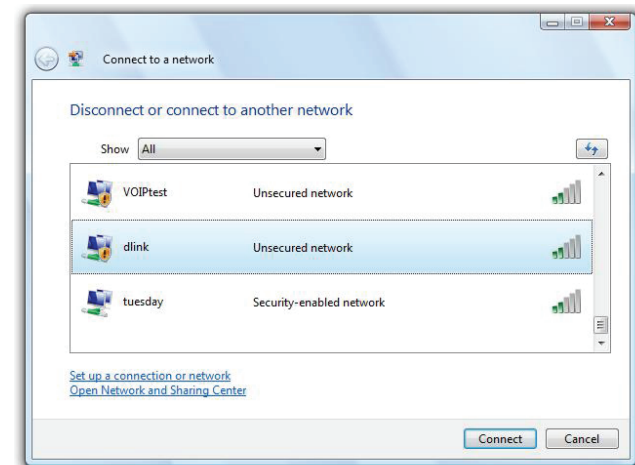 Connect to a network
Disconnect or connect to another network
Show All
VOIPtest Unsecured network
dlink Unsecured network
tuesday Security-enabled network
Set up a connection or network
Open Network and Sharing Center
Connect Cancel